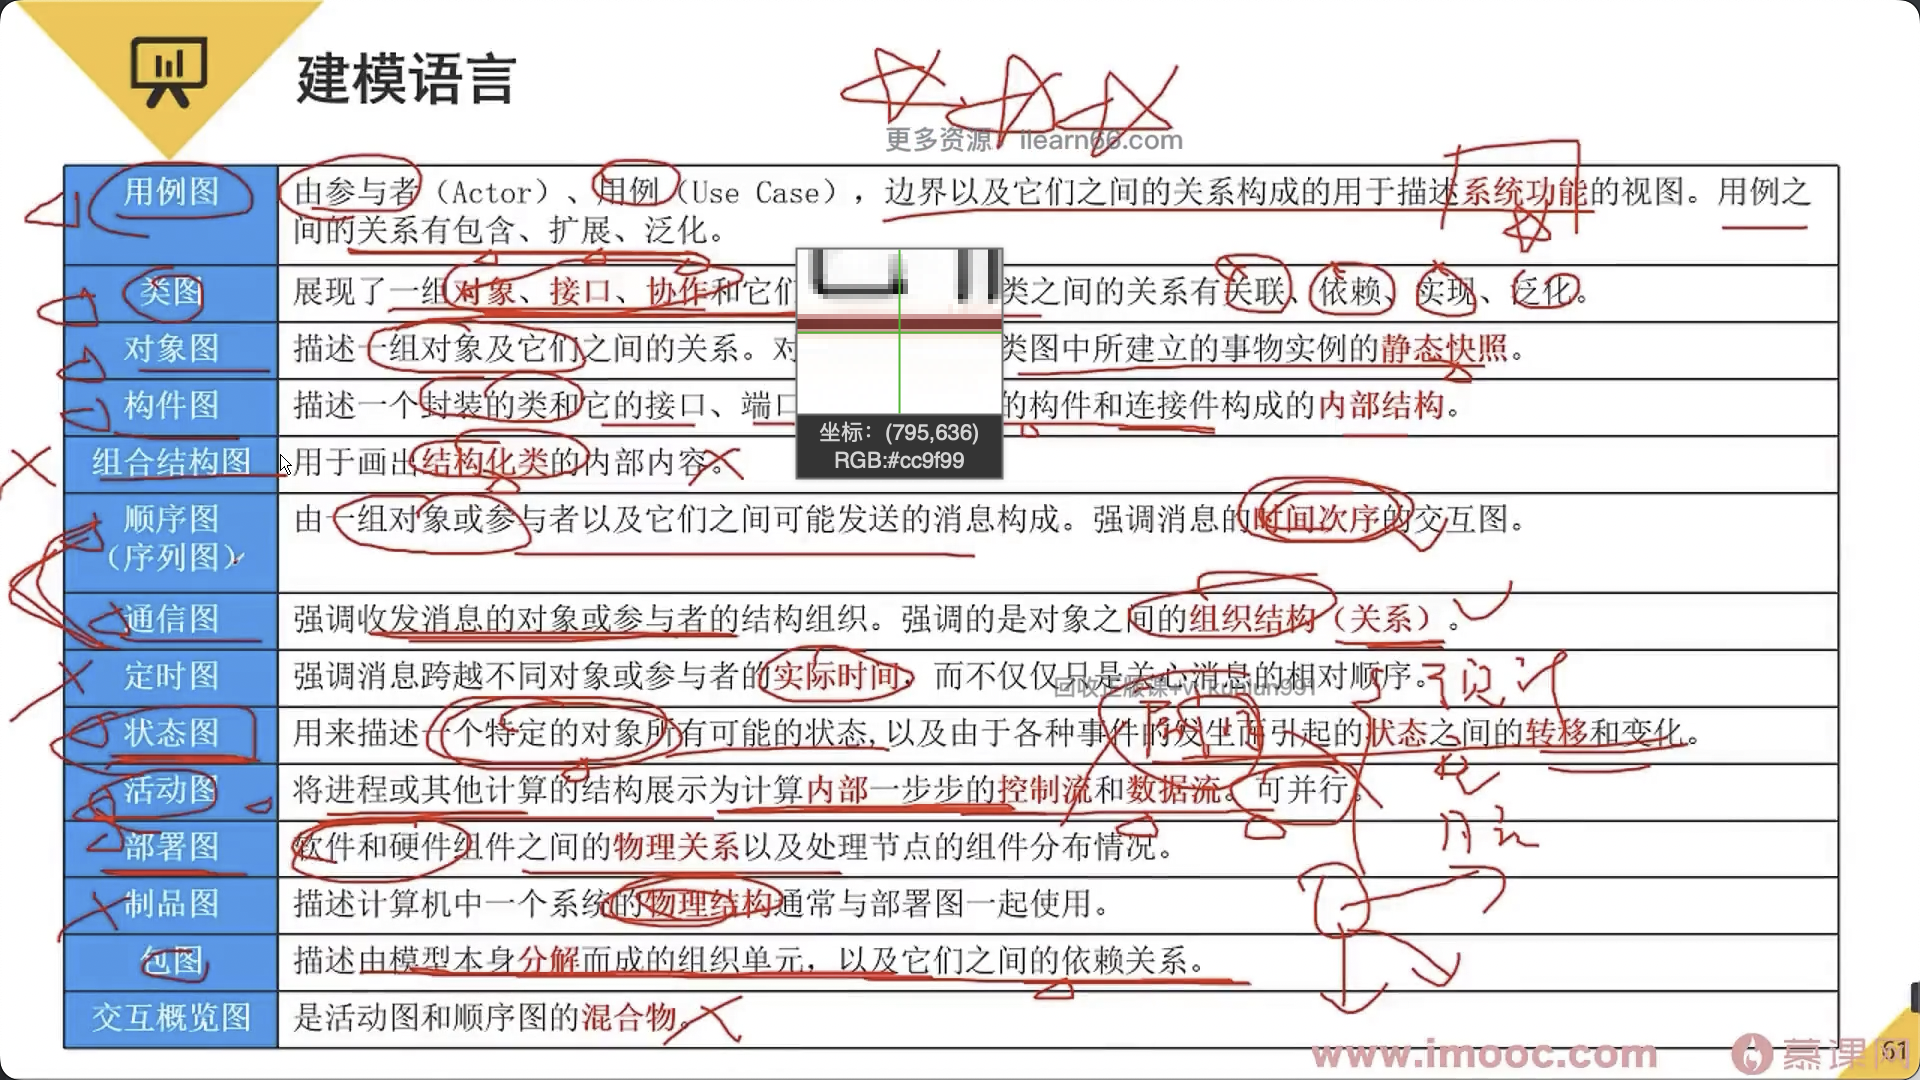 建模语言
更多资源 ilearn66.com
用例图
由参与者（Actor）、用例（Use Case），边界以及它们之间的关系构成的用于描述系统功能的视图。用例之
间的关系有包含、扩展、泛化。
类图
展现了一组对象、接口、协作和它们
类之间的关系有关联、依赖、实现、泛化。
对象图
描述一组对象及它们之间的关系。对
类图中所建立的事物实例的静态快照。
构件图
描述一个封装的类和它的接口、端口
的构件和连接件构成的内部结构。
坐标：(795,636)
RGB:#cc9f99
组合结构图
用于画出结构化类的内部内容。
顺序图
（序列图）
由一组对象或参与者以及它们之间可能发送的消息构成。强调消息的时间次序的交互图。
通信图
强调收发消息的对象或参与者的结构组织。强调的是对象之间的组织结构（关系）。
定时图
强调消息跨越不同对象或参与者的实际时间，而不仅仅只是关心消息的相对顺序。
回收正版课+v: kunlun991
状态图
用来描述一个特定的对象所有可能的状态,以及由于各种事件的发生而引起的状态之间的转移和变化。
活动图
将进程或其他计算的结构展示为计算内部一步步的控制流和数据流。可并行。
部署图
软件和硬件组件之间的物理关系以及处理节点的组件分布情况。
制品图
描述计算机中一个系统的物理结构通常与部署图一起使用。
包图
描述由模型本身分解而成的组织单元，以及它们之间的依赖关系。
交互概览图
是活动图和顺序图的混合物。
www.imooc.com
慕课网
61